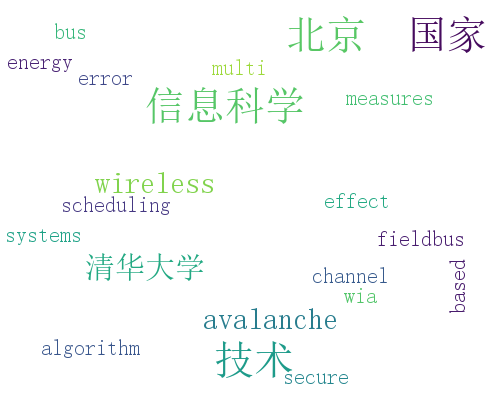 北京
国家
bus
energy
multi
error
信息科学
measures
wireless
scheduling
effect
systems
fieldbus
清华大学
channel
based
wia
avalanche
algorithm
技术
secure